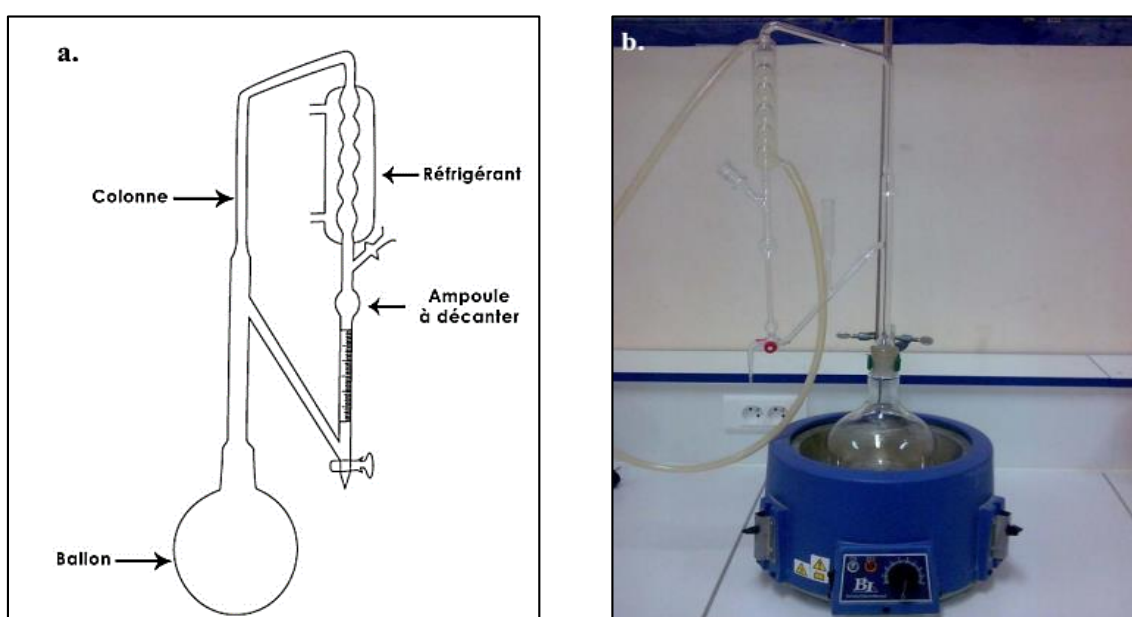 a.
Colonne
Réfrigérant
Ampoule
à décanter
Ballon
b.
BI